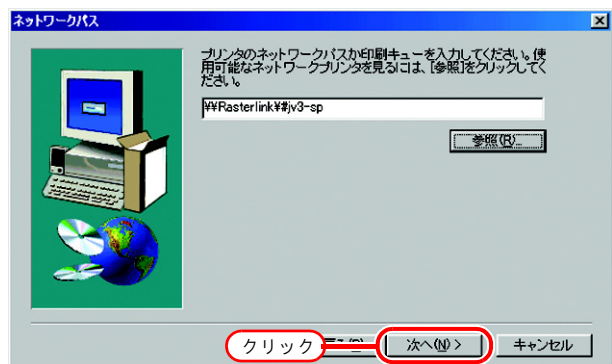 ネットワークパス
プリンタのネットワークパスか印刷キューを入力してください。使
用可能なネットワークプリンタを見るには、[参照]をクリックしてく
ださい。
¥¥Rasterlink¥#jv3-sp
参照(R)...
クリック
次へ(N) >
キャンセル